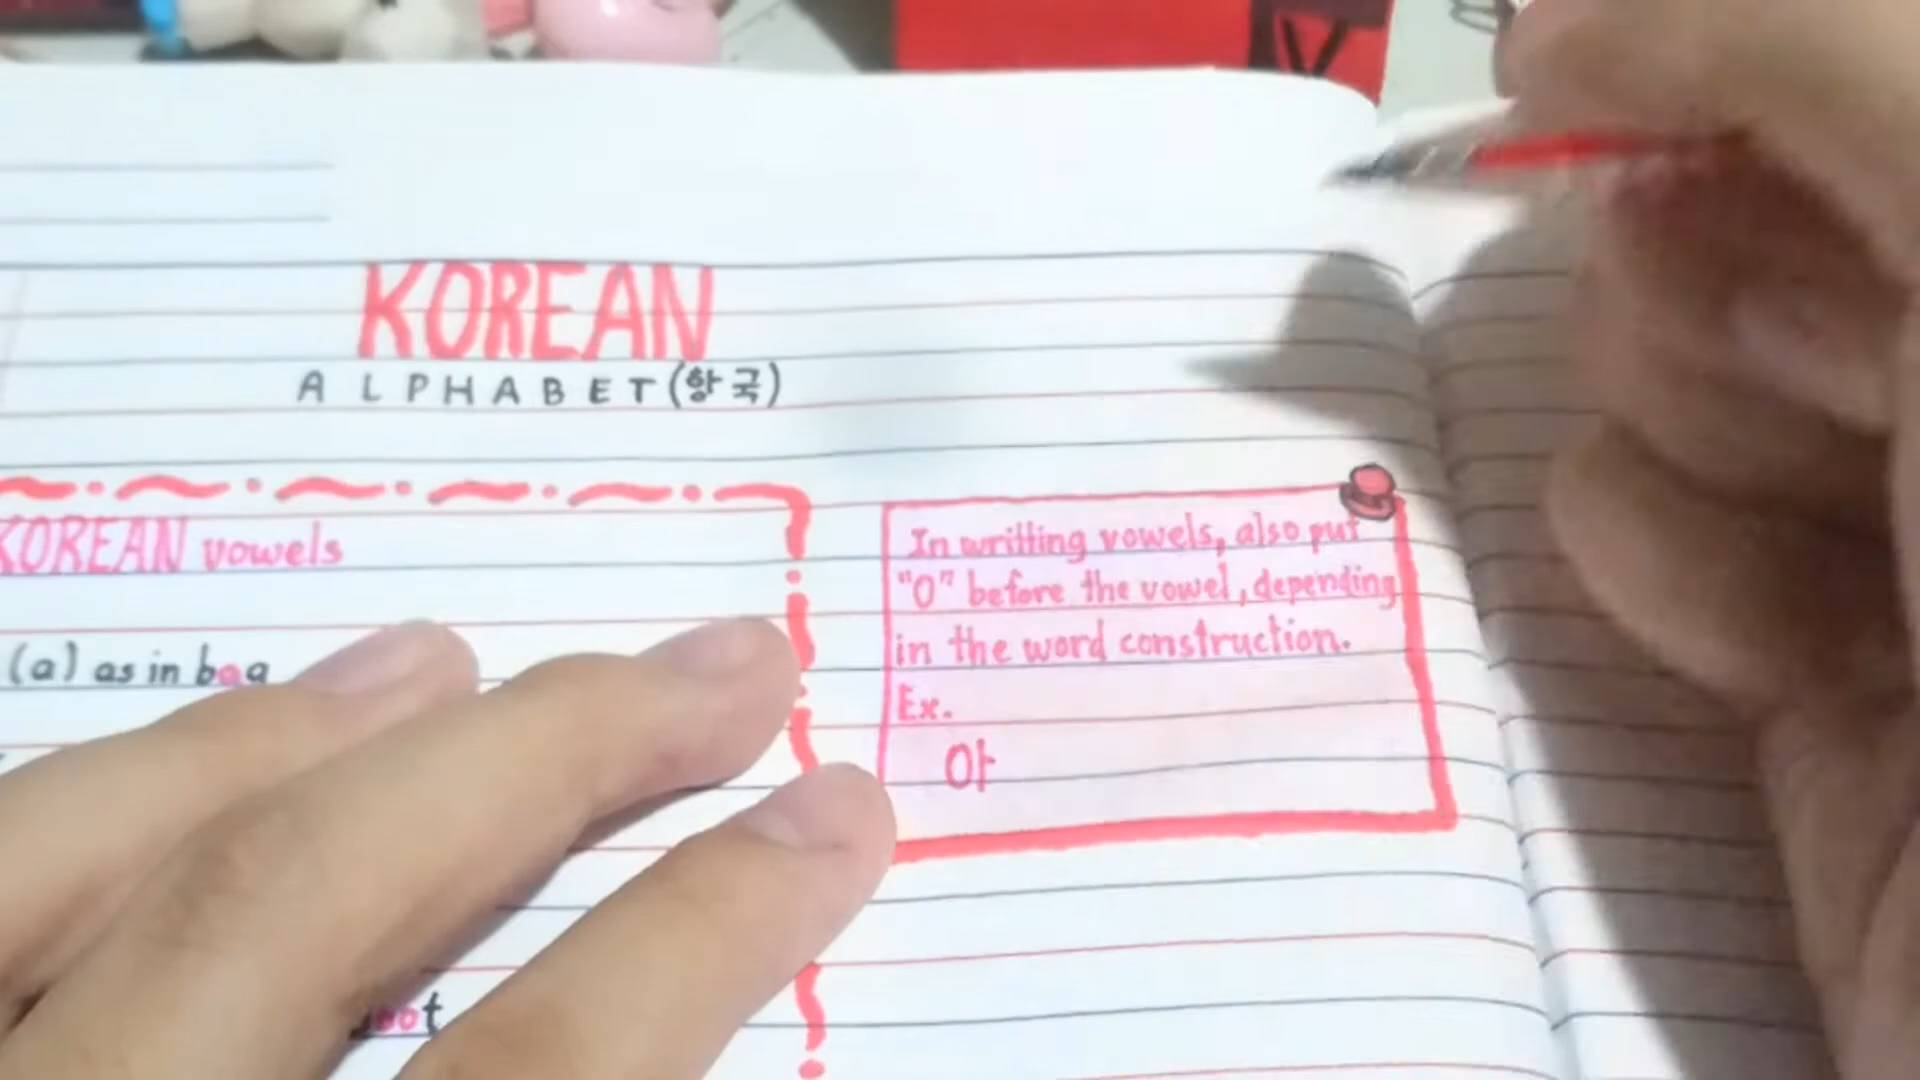 KOREAN
ALPHABET (항국)
KOREAN vowels
(a) as in bag
In writting vowels, also put
"O" before the vowel, depending
in the word construction.
Ex.
아